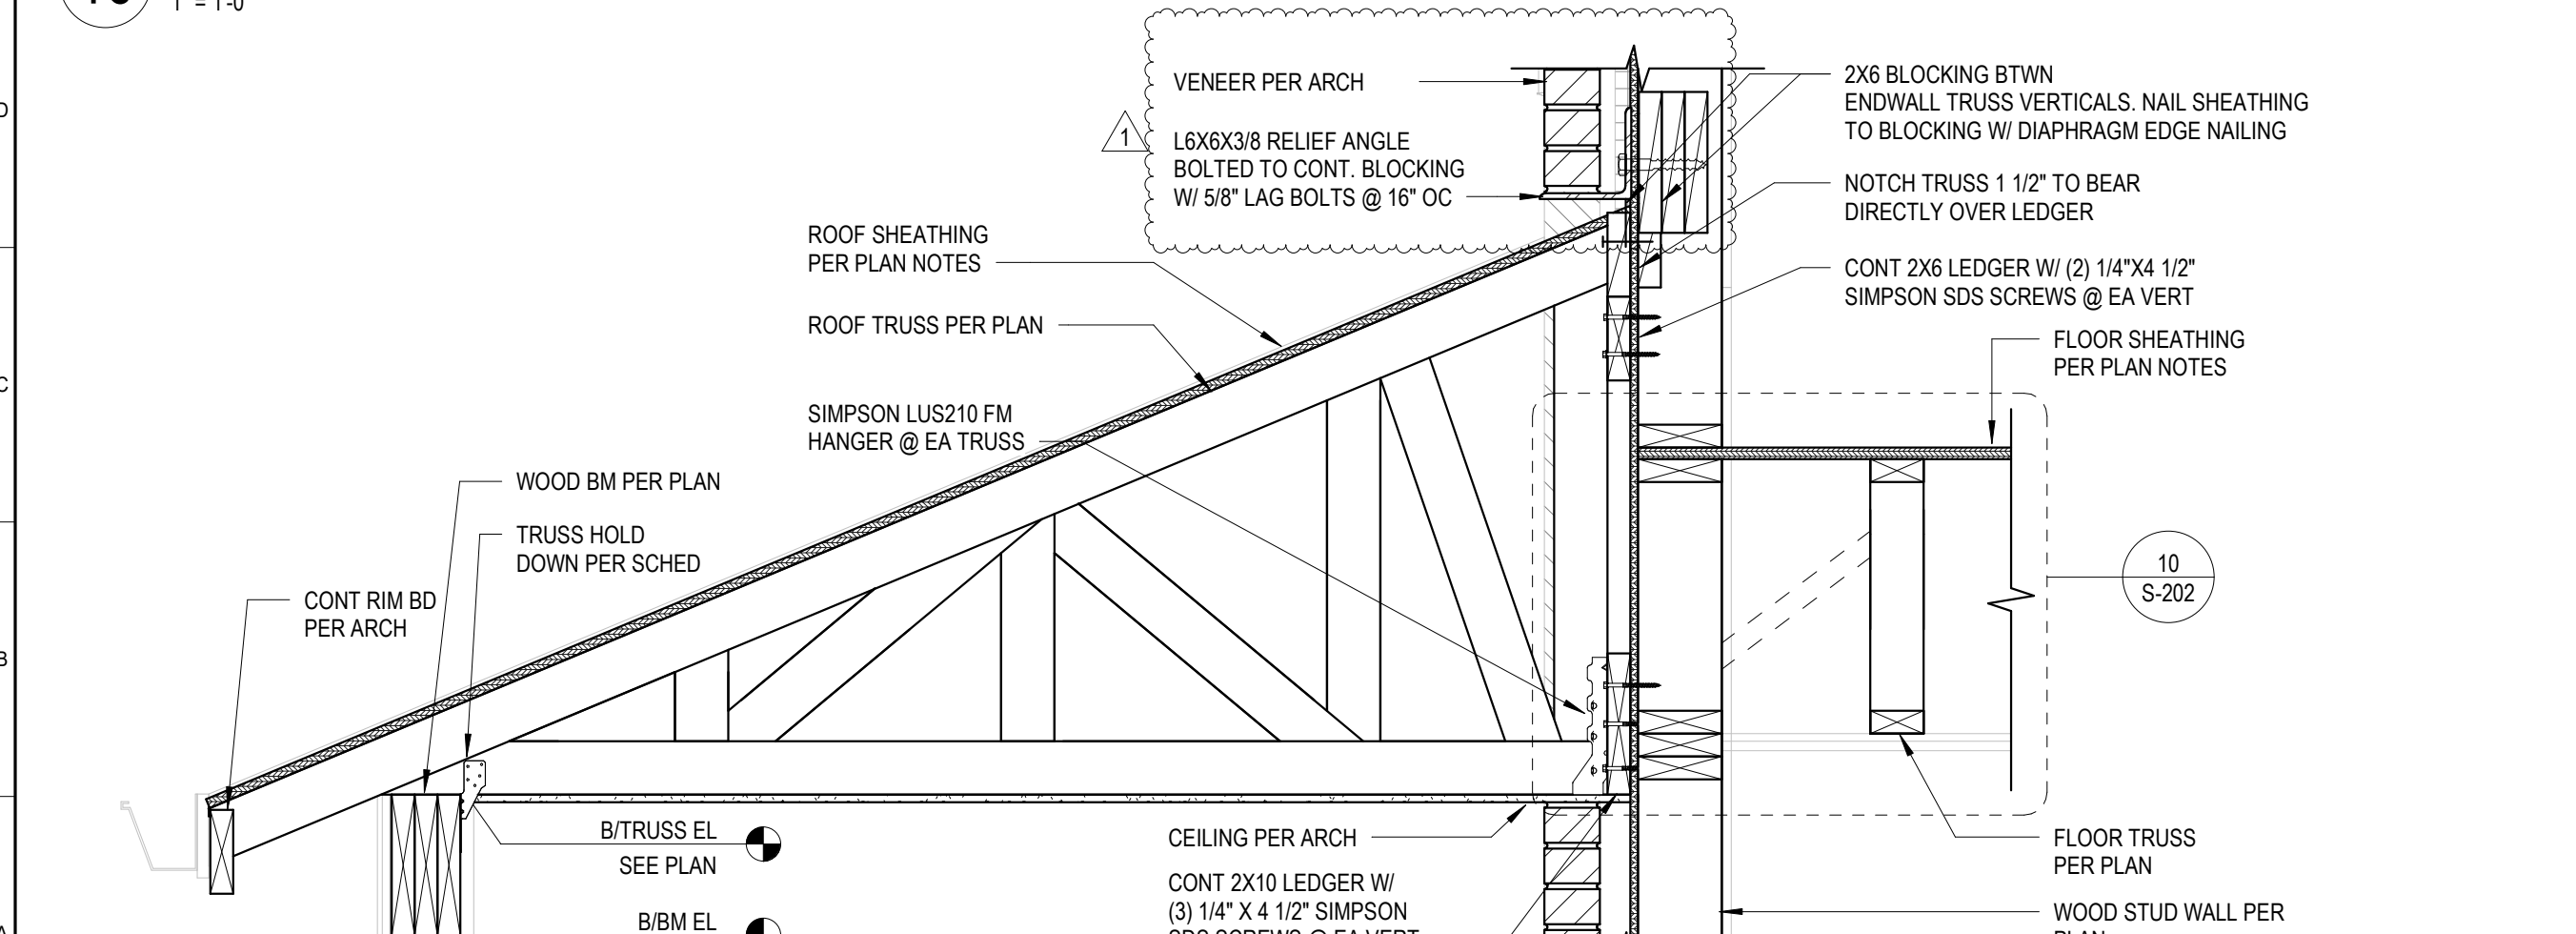 1" = 1'-0"
D
C
B
A
VENEER PER ARCH
1
L6X6X3/8 RELIEF ANGLE
BOLTED TO CONT. BLOCKING
W/ 5/8" LAG BOLTS @ 16" OC
2X6 BLOCKING BTWN
ENDWALL TRUSS VERTICALS. NAIL SHEATHING
TO BLOCKING W/ DIAPHRAGM EDGE NAILING
NOTCH TRUSS 1 1/2" TO BEAR
DIRECTLY OVER LEDGER
CONT 2X6 LEDGER W/ (2) 1/4"X4 1/2"
SIMPSON SDS SCREWS @ EA VERT
FLOOR SHEATHING
PER PLAN NOTES
ROOF SHEATHING
PER PLAN NOTES
ROOF TRUSS PER PLAN
SIMPSON LUS210 FM
HANGER @ EA TRUSS
WOOD BM PER PLAN
TRUSS HOLD
DOWN PER SCHED
CONT RIM BD
PER ARCH
10
S-202
B/TRUSS EL
SEE PLAN
B/BM EL
CEILING PER ARCH
CONT 2X10 LEDGER W/
(3) 1/4" X 4 1/2" SIMPSON
SDS SCREWS @ EA VERT
FLOOR TRUSS
PER PLAN
WOOD STUD WALL PER
PLAN